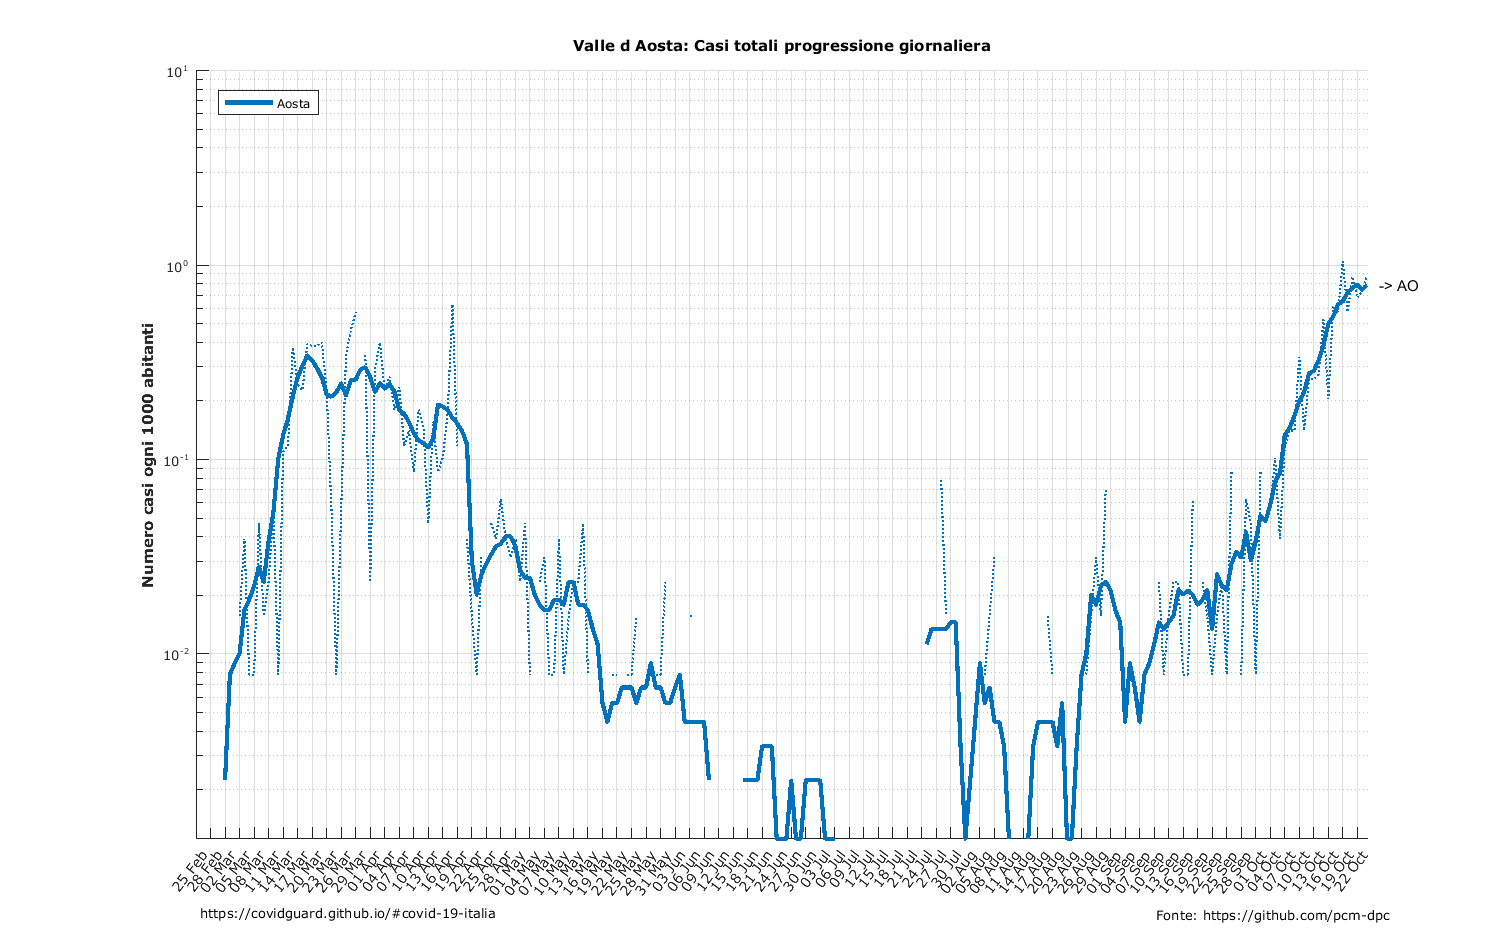 Valle d Aosta: Casi totali progressione giornaliera
Aosta
10¹
10⁰
10⁻¹
10⁻²
Numero casi ogni 1000 abitanti
-> AO
25 Feb
28 Feb
02 Mar
05 Mar
08 Mar
11 Mar
14 Mar
17 Mar
20 Mar
23 Mar
26 Mar
29 Mar
01 Apr
04 Apr
07 Apr
10 Apr
13 Apr
16 Apr
19 Apr
22 Apr
25 Apr
28 Apr
01 May
04 May
07 May
10 May
13 May
16 May
19 May
22 May
25 May
28 May
31 May
03 Jun
06 Jun
09 Jun
12 Jun
15 Jun
18 Jun
21 Jun
24 Jun
27 Jun
30 Jun
03 Jul
06 Jul
09 Jul
12 Jul
15 Jul
18 Jul
21 Jul
24 Jul
27 Jul
30 Jul
02 Aug
05 Aug
08 Aug
11 Aug
14 Aug
17 Aug
20 Aug
23 Aug
26 Aug
29 Aug
01 Sep
04 Sep
07 Sep
10 Sep
13 Sep
16 Sep
19 Sep
22 Sep
25 Sep
28 Sep
01 Oct
04 Oct
07 Oct
10 Oct
13 Oct
16 Oct
19 Oct
22 Oct
https://covidguard.github.io/#covid-19-italia
Fonte: https://github.com/pcm-dpc